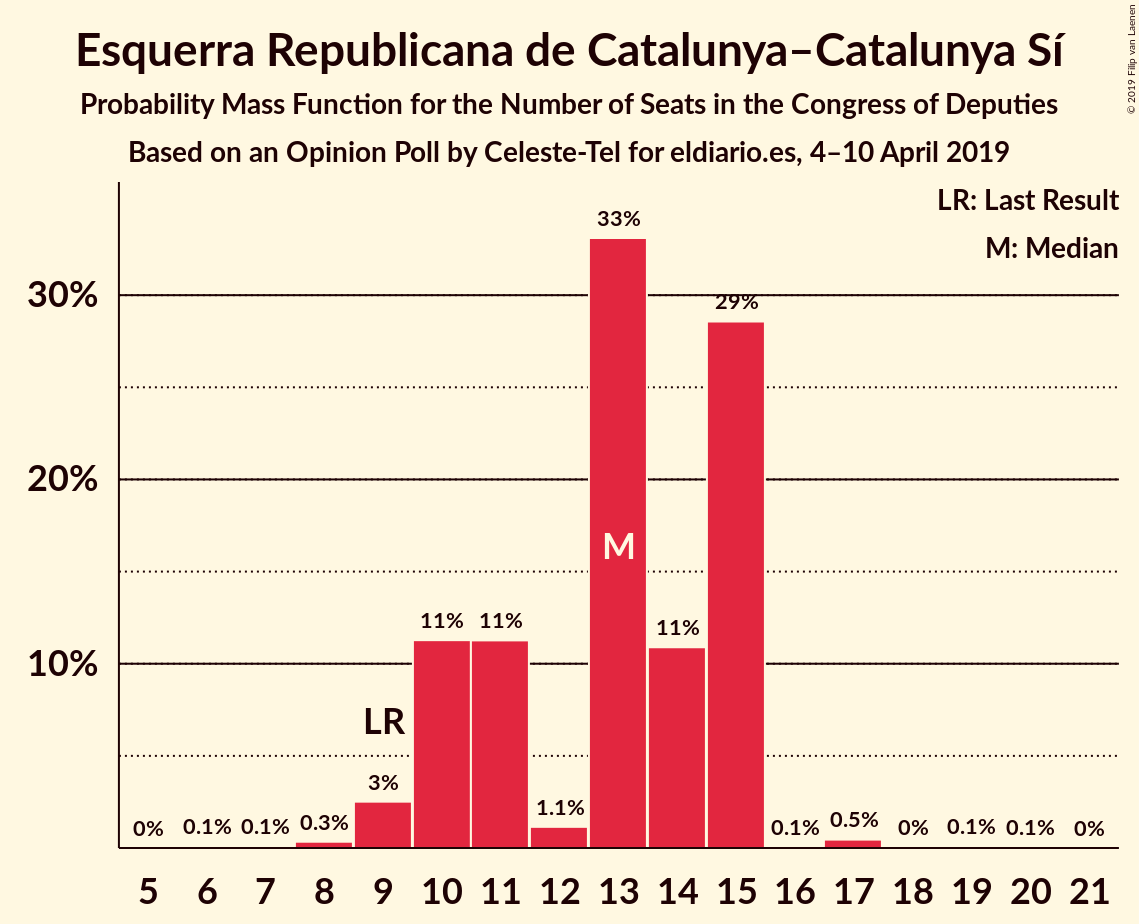 Esquerra Republicana de Catalunya–Catalunya Sí
Probability Mass Function for the Number of Seats in the Congress of Deputies
Based on an Opinion Poll by Celeste-Tel for eldiario.es, 4–10 April 2019
© 2019 Filip van Laenen
LR: Last Result
M: Median
30%
20%
10%
0% 0.1% 0.1% 0.3% 3% 11% 11% 1.1% 33% 11% 29% 0.1% 0.5% 0% 0.1% 0.1% 0%
LR
M
5 6 7 8 9 10 11 12 13 14 15 16 17 18 19 20 21